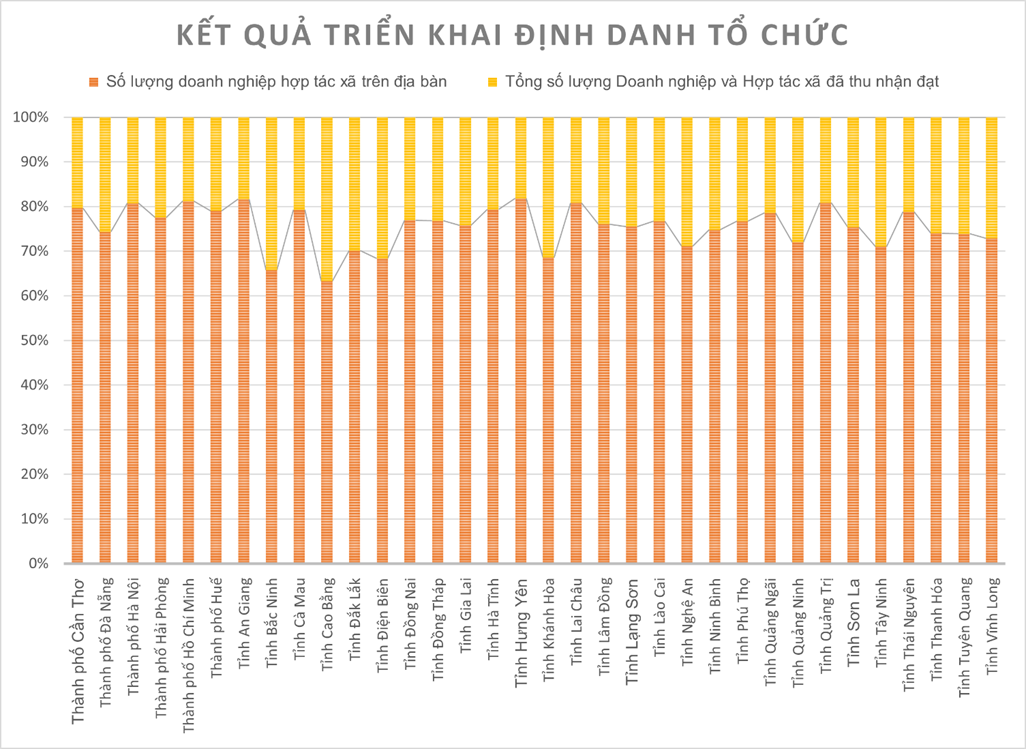 KẾT QUẢ TRIỂN KHAI ĐỊNH DANH TỔ CHỨC
Số lượng doanh nghiệp hợp tác xã trên địa bàn
Tổng số lượng Doanh nghiệp và Hợp tác xã đã thu nhận đạt
100%
90%
80%
70%
60%
50%
40%
30%
20%
10%
0%
Thành phố Cần Thơ
Thành phố Đà Nẵng
Thành phố Hà Nội
Thành phố Hải Phòng
Thành phố Hồ Chí Minh
Thành phố Huế
Tỉnh An Giang
Tỉnh Bắc Ninh
Tỉnh Cà Mau
Tỉnh Cao Bằng
Tỉnh Đắk Lắk
Tỉnh Điện Biên
Tỉnh Đồng Nai
Tỉnh Đồng Tháp
Tỉnh Gia Lai
Tỉnh Hà Tĩnh
Tỉnh Hưng Yên
Tỉnh Khánh Hòa
Tỉnh Lai Châu
Tỉnh Lâm Đồng
Tỉnh Lạng Sơn
Tỉnh Lào Cai
Tỉnh Nghệ An
Tỉnh Ninh Bình
Tỉnh Phú Thọ
Tỉnh Quảng Ngãi
Tỉnh Quảng Ninh
Tỉnh Quảng Trị
Tỉnh Sơn La
Tỉnh Tây Ninh
Tỉnh Thái Nguyên
Tỉnh Thanh Hóa
Tỉnh Tuyên Quang
Tỉnh Vĩnh Long